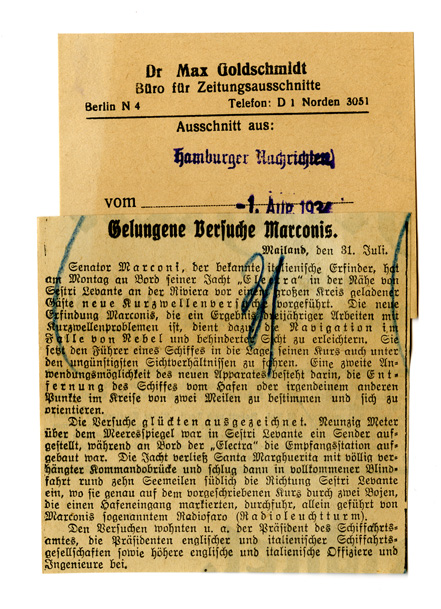 Dr Max Goldschmidt
Büro für Zeitungsausschnitte
Berlin N 4 Telefon: D 1 Norden 3051
Ausschnitt aus:
Hamburger Nachrichten
vom -1. Aug. 1934
Gelungene Versuche Marconis.
Mailand, den 31. Juli.
Senator Marconi, der bekannte italienische Erfinder, hat
am Montag an Bord seiner Jacht „Electra“ in der Nähe von
Sestri Levante an der Riviera vor einem großen Kreis geladener
Gäste neue Kurzwellenversuche vorgeführt. Die neue
Erfindung Marconis, die ein Ergebnis dreijähriger Arbeiten mit
Kurzwellenproblemen ist, dient dazu, die Navigation im
Falle von Nebel und behinderter Sicht zu erleichtern. Sie
setzt den Führer eines Schiffes in die Lage, seinen Kurs auch unter
den ungünstigsten Sichtverhältnissen zu fahren. Eine zweite An-
wendungsmöglichkeit des neuen Apparates besteht darin, die Ent-
fernung des Schiffes vom Hafen oder irgendeinem anderen
Punkte im Kreise von zwei Meilen zu bestimmen und sich zu
orientieren.
Die Versuche glückten ausgezeichnet. Neunzig Meter
über dem Meeresspiegel war in Sestri Levante ein Sender auf-
gestellt, während an Bord der „Electra“ die Empfangsstation auf-
gebaut war. Die Jacht verließ Santa Marghuerita mit völlig ver-
hängter Kommandobrücke und schlug dann in vollkommener Blind-
fahrt rund zehn Seemeilen südlich die Richtung Sestri Levante
ein, wo sie genau auf dem vorgeschriebenen Kurs durch zwei Bojen,
die einen Hafeneingang markierten, durchfuhr, allein geführt von
Marconis sogenanntem Radiofaro (Radioleuchtturm).
Den Versuchen wohnten u. a. der Präsident des Schiffahrts-
amtes, die Präsidenten englischer und italienischer Schiffahrts-
gesellschaften sowie höhere englische und italienische Offiziere und
Ingenieure bei.